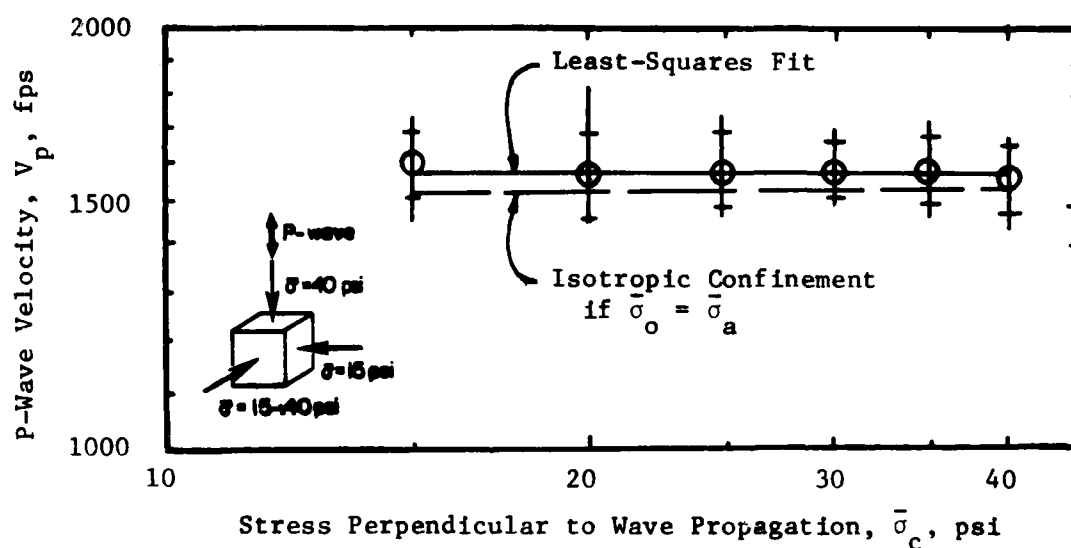 2000
1500
1000
P-Wave Velocity, V_p, fps
Least-Squares Fit
Isotropic Confinement
if σ̄_o = σ̄_a
P-wave
σ̄=40 psi
σ̄=15 psi
σ̄=15→40 psi
10
20
30
40
Stress Perpendicular to Wave Propagation, σ̄_c, psi